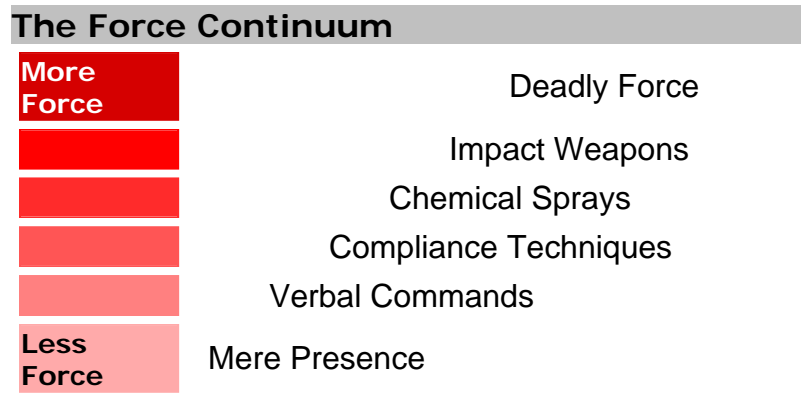 The Force Continuum
More
Force
Deadly Force
Impact Weapons
Chemical Sprays
Compliance Techniques
Verbal Commands
Less
Force
Mere Presence